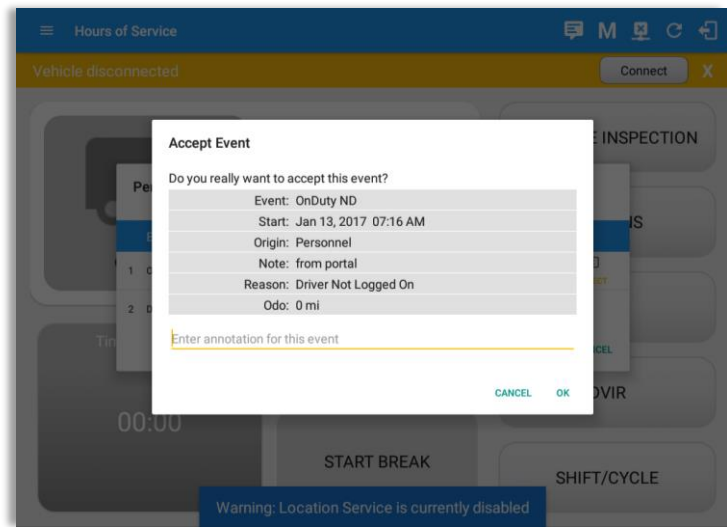 Hours of Service
M
Vehicle disconnected
Connect
X
INSPECTION
Accept Event
Do you really want to accept this event?
Event: OnDuty ND
Start: Jan 13, 2017 07:16 AM
Origin: Personnel
Note: from portal
Reason: Driver Not Logged On
Odo: 0 mi
Enter annotation for this event
CANCEL OK
1
2
00:00
START BREAK
SHIFT/CYCLE
Warning: Location Service is currently disabled